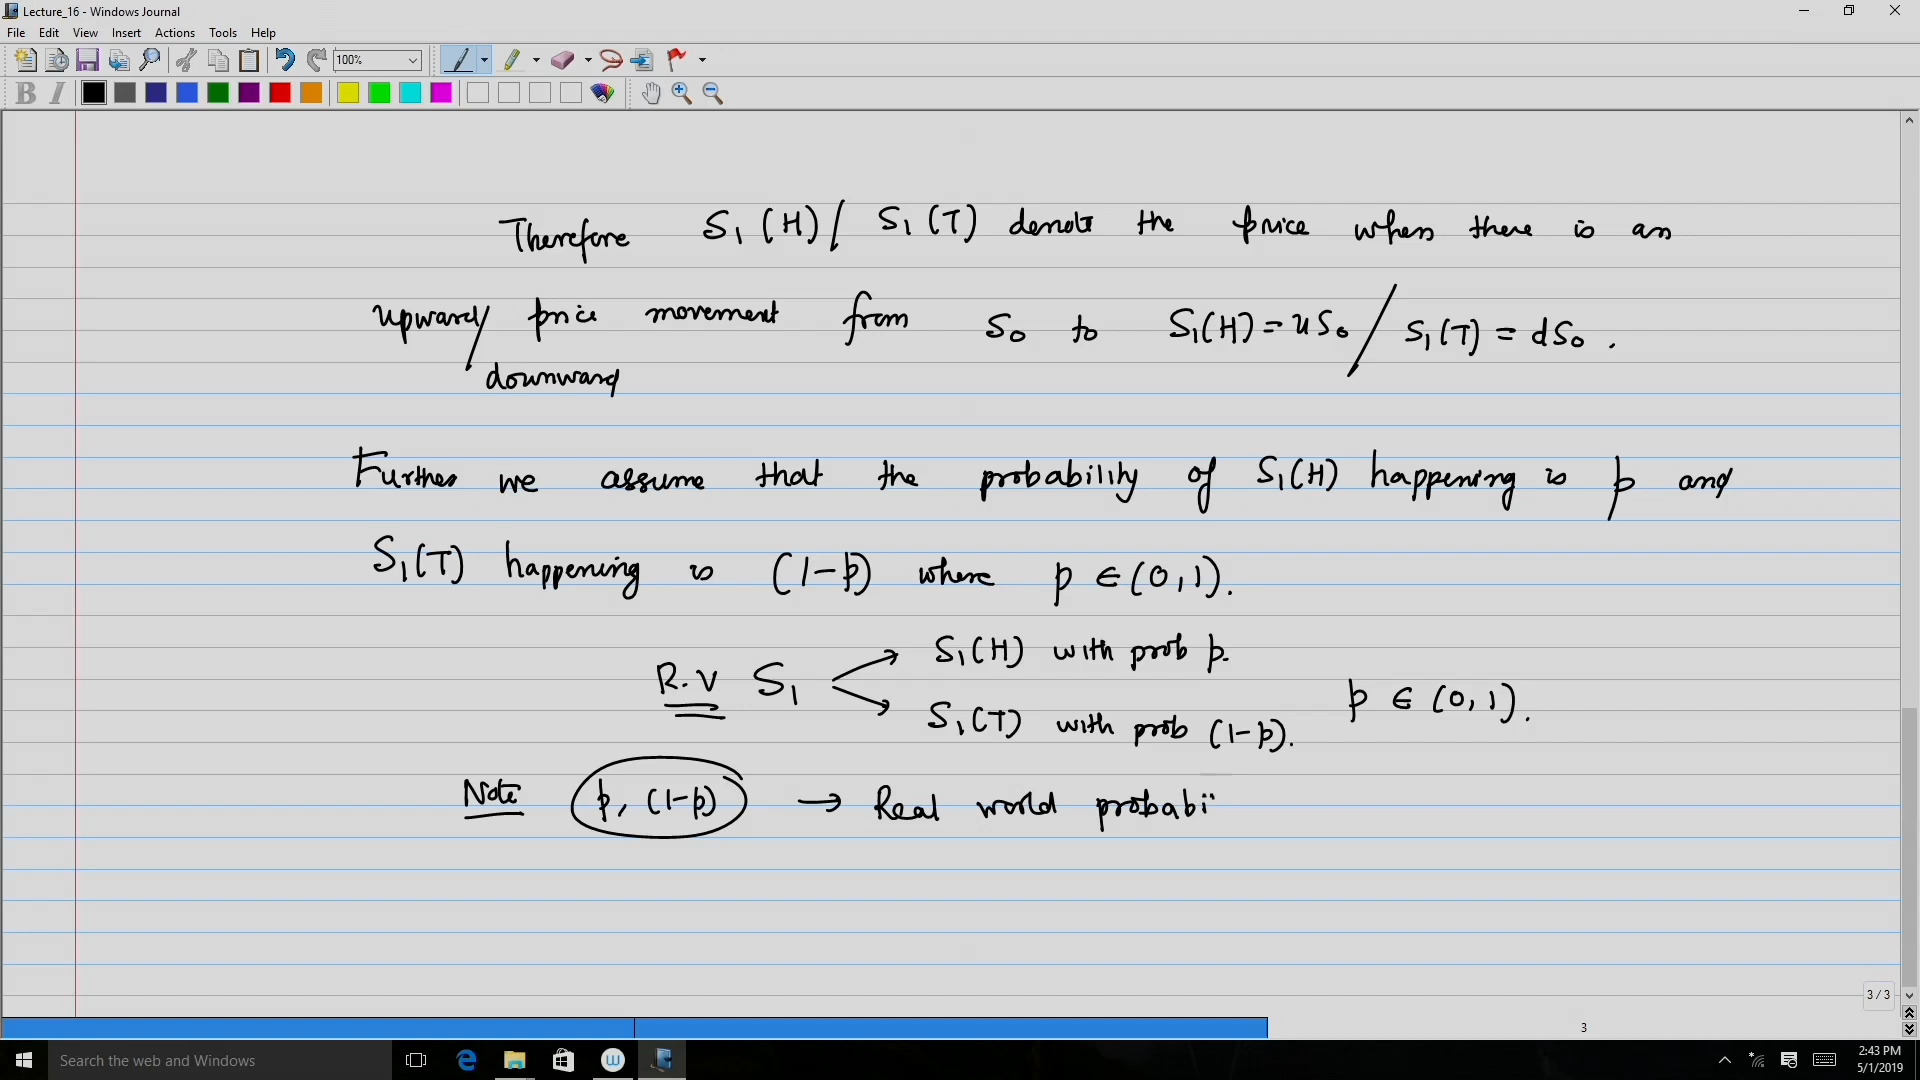 Lecture_16 - Windows Journal
File Edit View Insert Actions Tools Help
100%
B I
Therefore S₁(H) / S₁(T) denote the price when there is an
upward/ price movement from S₀ to S₁(H) = uS₀ / S₁(T) = dS₀ .
downward
Further we assume that the probability of S₁(H) happening is p and
S₁(T) happening is (1-p) where p ∈ (0,1).
S₁(H) with prob p.
R.V S₁
p ∈ (0,1).
S₁(T) with prob (1-p).
Note p, (1-p) → Real world probabi
3 / 3
3
Search the web and Windows
2:43 PM
5/1/2019